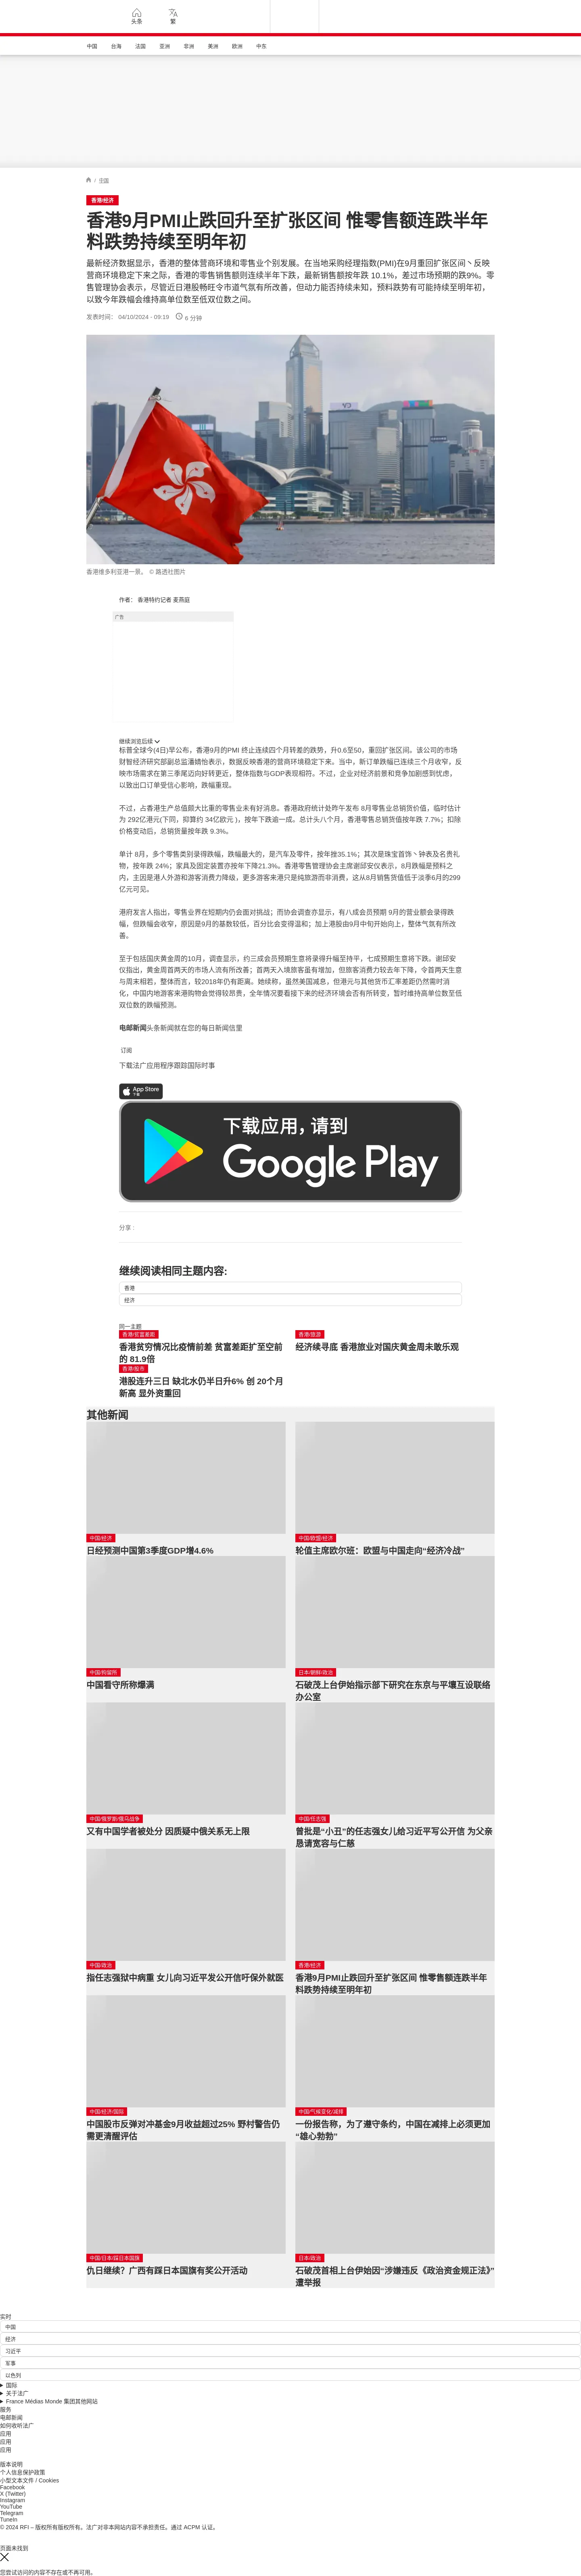 头条
繁
中国
台海
法国
亚洲
非洲
美洲
欧洲
中东
/ 中国
香港/经济
香港9月PMI止跌回升至扩张区间 惟零售额连跌半年
料跌势持续至明年初
最新经济数据显示，香港的整体营商环境和零售业个别发展。在当地采购经理指数(PMI)在9月重回扩张区间丶反映
营商环境稳定下来之际，香港的零售销售额则连续半年下跌，最新销售额按年跌 10.1%，差过市场预期的跌9%。零
售管理协会表示，尽管近日港股畅旺令市道气氛有所改善，但动力能否持续未知，预料跌势有可能持续至明年初，
以致今年跌幅会维持高单位数至低双位数之间。
发表时间： 04/10/2024 - 09:19
6 分钟
香港维多利亚港一景。 © 路透社图片
作者： 香港特约记者 麦燕庭
广告
继续浏览后续
标普全球今(4日)早公布，香港9月的PMI 终止连续四个月转差的跌势，升0.6至50，重回扩张区间。该公司的市场
财智经济研究部副总监潘婧怡表示，数据反映香港的营商环境稳定下来。当中，新订单跌幅已连续三个月收窄，反
映市场需求在第三季尾迈向好转更近，整体指数与GDP表现相符。不过，企业对经济前景和竞争加剧感到忧虑，
以致出口订单受信心影响，跌幅重现。
不过，占香港生产总值颇大比重的零售业未有好消息。香港政府统计处昨午发布 8月零售业总销货价值，临时估计
为 292亿港元(下同，抑算约 34亿欧元 )，按年下跌逾一成。总计头八个月，香港零售总销货值按年跌 7.7%；扣除
价格变动后，总销货量按年跌 9.3%。
单计 8月，多个零售类别录得跌幅，跌幅最大的，是汽车及零件，按年挫35.1%；其次是珠宝首饰丶钟表及名贵礼
物，按年跌 24%；家具及固定装置亦按年下降21.3%。香港零售管理协会主席谢邱安仪表示，8月跌幅是预料之
内，主因是港人外游和游客消费力降级，更多游客来港只是纯旅游而非消费，这从8月销售货值低于淡季6月的299
亿元可见。
港府发言人指出，零售业界在短期内仍会面对挑战；而协会调查亦显示，有八成会员预期 9月的营业额会录得跌
幅，但跌幅会收窄，原因是9月的基数较低，百分比会变得温和；加上港股由9月中旬开始向上，整体气氛有所改
善。
至于包括国庆黄金周的10月，调查显示，约三成会员预期生意将录得升幅至持平，七成预期生意将下跌。谢邱安
仪指出，黄金周首两天的市场人流有所改善；首两天入境旅客虽有增加，但旅客消费力较去年下降，令首两天生意
与周末相若，整体而言，较2018年仍有距离。她续称，虽然美国减息，但港元与其他货币汇率差距仍然需时消
化，中国内地游客来港购物会觉得较昂贵，全年情况要看接下来的经济环境会否有所转变，暂时维持高单位数至低
双位数的跌幅预测。
电邮新闻头条新闻就在您的每日新闻信里
订阅
下载法广应用程序跟踪国际时事
App Store
下载
下载应用，请到
Google Play
分享 :
继续阅读相同主题内容:
香港
经济
同一主题
香港/贫富差距
香港贫穷情况比疫情前差 贫富差距扩至空前
的 81.9倍
香港/旅游
经济续寻底 香港旅业对国庆黄金周未敢乐观
香港/股市
港股连升三日 缺北水仍半日升6% 创 20个月
新高 显外资重回
其他新闻
中国/经济
日经预测中国第3季度GDP增4.6%
中国/欧盟/经济
轮值主席欧尔班：欧盟与中国走向“经济冷战”
中国/拘留所
中国看守所称爆满
日本/朝鲜/政治
石破茂上台伊始指示部下研究在东京与平壤互设联络
办公室
中国/俄罗斯/俄乌战争
又有中国学者被处分 因质疑中俄关系无上限
中国/任志强
曾批是“小丑”的任志强女儿给习近平写公开信 为父亲
恳请宽容与仁慈
中国/政治
指任志强狱中病重 女儿向习近平发公开信吁保外就医
香港/经济
香港9月PMI止跌回升至扩张区间 惟零售额连跌半年
料跌势持续至明年初
中国/经济/国际
中国股市反弹对冲基金9月收益超过25% 野村警告仍
需更清醒评估
中国/气候变化/减排
一份报告称，为了遵守条约，中国在减排上必须更加
“雄心勃勃”
中国/日本/踩日本国旗
仇日继续？广西有踩日本国旗有奖公开活动
日本/政治
石破茂首相上台伊始因“涉嫌违反《政治资金规正法》”
遭举报
实时
中国
经济
习近平
军事
以色列
国际
关于法广
France Médias Monde 集团其他网站
服务
电邮新闻
如何收听法广
应用
应用
应用
版本说明
个人信息保护政策
小型文本文件 / Cookies
Facebook
X (Twitter)
Instagram
YouTube
Telegram
TuneIn
© 2024 RFI – 版权所有版权所有。法广对非本网站内容不承担责任。通过 ACPM 认证。
页面未找到
您尝试访问的内容不存在或不再可用。